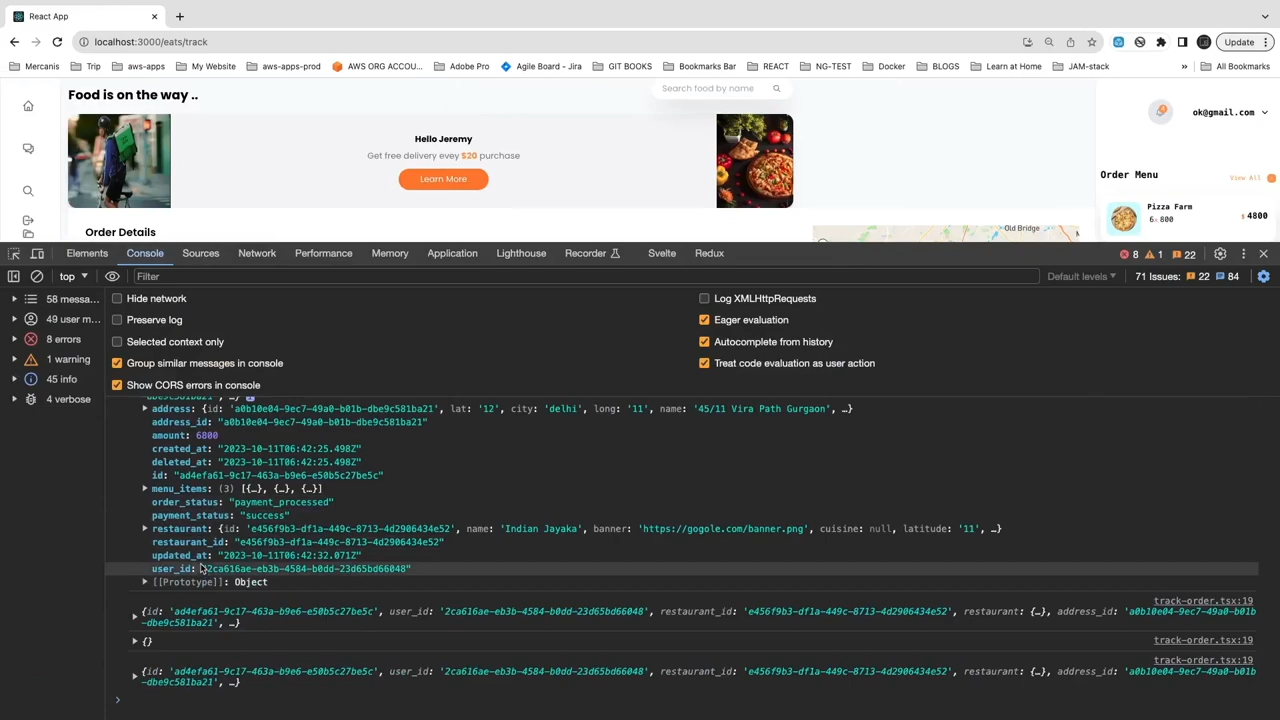 React App
localhost:3000/eats/track
Update
Mercanis Trip aws-apps My Website aws-apps-prod AWS ORG ACCOU... Adobe Pro Agile Board - Jira GIT BOOKS Bookmarks Bar REACT NG-TEST Docker BLOGS Learn at Home JAM-stack » All Bookmarks
Food is on the way ..
Search food by name
ok@gmail.com
Hello Jeremy
Get free delivery evey $20 purchase
Learn More
Order Menu
View All
Pizza Farm
6x 800
$ 4800
Order Details
Old Bridge
Elements Console Sources Network Performance Memory Application Lighthouse Recorder Svelte Redux 8 1 22
top Filter Default levels 71 Issues: 22 84
58 messa...
49 user m...
8 errors
1 warning
45 info
4 verbose
Hide network Log XMLHttpRequests
Preserve log Eager evaluation
Selected context only Autocomplete from history
Group similar messages in console Treat code evaluation as user action
Show CORS errors in console
dbe9c581ba21', …}
address: {id: 'a0b10e04-9ec7-49a0-b01b-dbe9c581ba21', lat: '12', city: 'delhi', long: '11', name: '45/11 Vira Path Gurgaon', …}
address_id: "a0b10e04-9ec7-49a0-b01b-dbe9c581ba21"
amount: 6800
created_at: "2023-10-11T06:42:25.498Z"
deleted_at: "2023-10-11T06:42:25.498Z"
id: "ad4efa61-9c17-463a-b9e6-e50b5c27be5c"
menu_items: (3) [{…}, {…}, {…}]
order_status: "payment_processed"
payment_status: "success"
restaurant: {id: 'e456f9b3-df1a-449c-8713-4d2906434e52', name: 'Indian Jayaka', banner: 'https://gogole.com/banner.png', cuisine: null, latitude: '11', …}
restaurant_id: "e456f9b3-df1a-449c-8713-4d2906434e52"
updated_at: "2023-10-11T06:42:32.071Z"
user_id: "2ca616ae-eb3b-4584-b0dd-23d65bd66048"
[[Prototype]]: Object
track-order.tsx:19
{id: 'ad4efa61-9c17-463a-b9e6-e50b5c27be5c', user_id: '2ca616ae-eb3b-4584-b0dd-23d65bd66048', restaurant_id: 'e456f9b3-df1a-449c-8713-4d2906434e52', restaurant: {…}, address_id: 'a0b10e04-9ec7-49a0-b01b
-dbe9c581ba21', …}
{} track-order.tsx:19
track-order.tsx:19
{id: 'ad4efa61-9c17-463a-b9e6-e50b5c27be5c', user_id: '2ca616ae-eb3b-4584-b0dd-23d65bd66048', restaurant_id: 'e456f9b3-df1a-449c-8713-4d2906434e52', restaurant: {…}, address_id: 'a0b10e04-9ec7-49a0-b01b
-dbe9c581ba21', …}